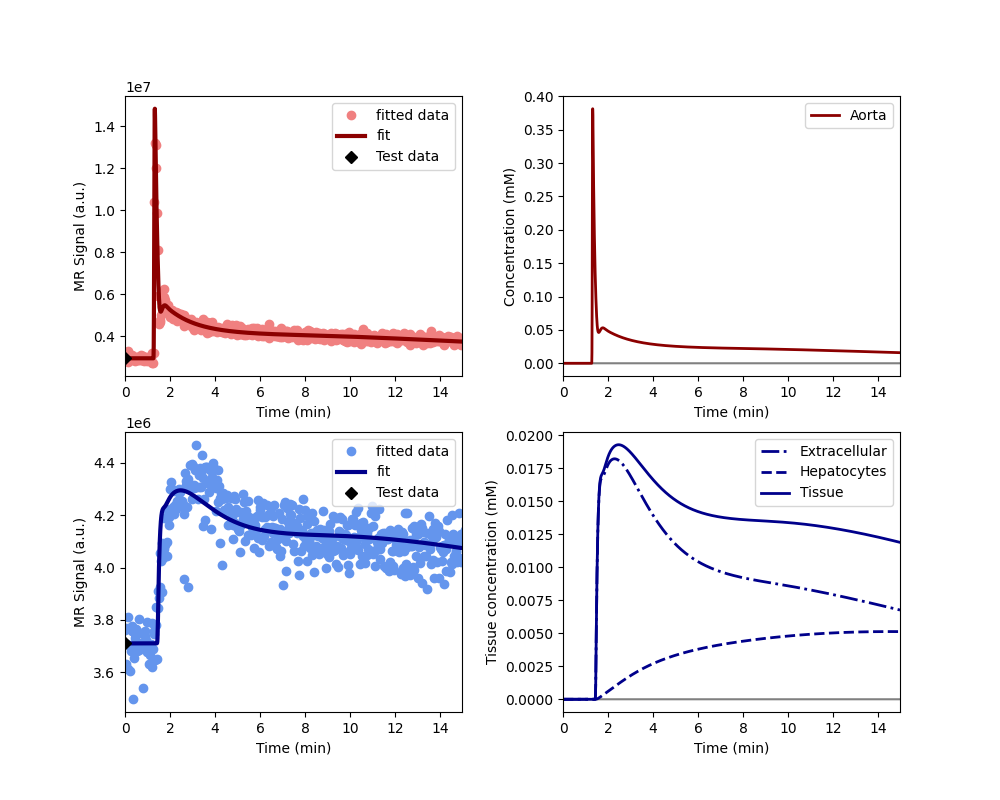 1e7
MR Signal (a.u.)
1.4
1.2
1.0
0.8
0.6
0.4
fitted data
fit
Test data
0 2 4 6 8 10 12 14
Time (min)
Concentration (mM)
0.40
0.35
0.30
0.25
0.20
0.15
0.10
0.05
0.00
Aorta
0 2 4 6 8 10 12 14
Time (min)
1e6
MR Signal (a.u.)
4.4
4.2
4.0
3.8
3.6
fitted data
fit
Test data
0 2 4 6 8 10 12 14
Time (min)
Tissue concentration (mM)
0.0200
0.0175
0.0150
0.0125
0.0100
0.0075
0.0050
0.0025
0.0000
Extracellular
Hepatocytes
Tissue
0 2 4 6 8 10 12 14
Time (min)